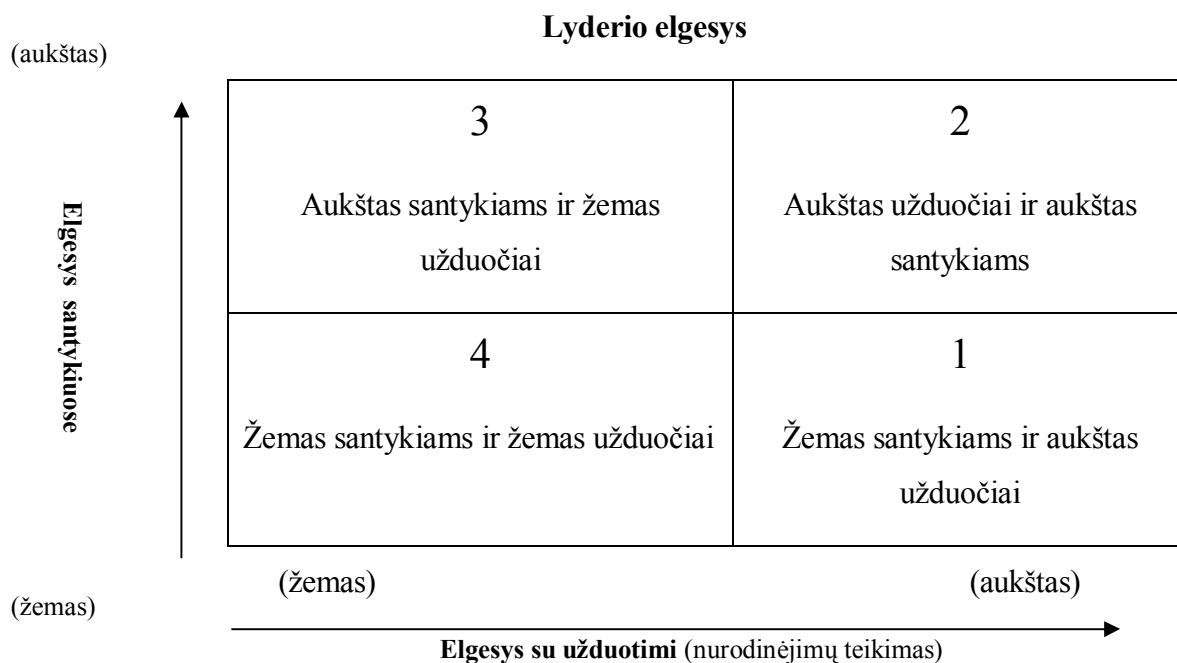 Lyderio elgesys
(aukštas)
3
Aukštas santykiams ir žemas
užduočiai
2
Aukštas užduočiai ir aukštas
santykiams
Elgesys santykiuose
4
Žemas santykiams ir žemas užduočiai
1
Žemas santykiams ir aukštas
užduočiai
(žemas)
(aukštas)
(žemas)
Elgesys su užduotimi (nurodinėjimų teikimas)